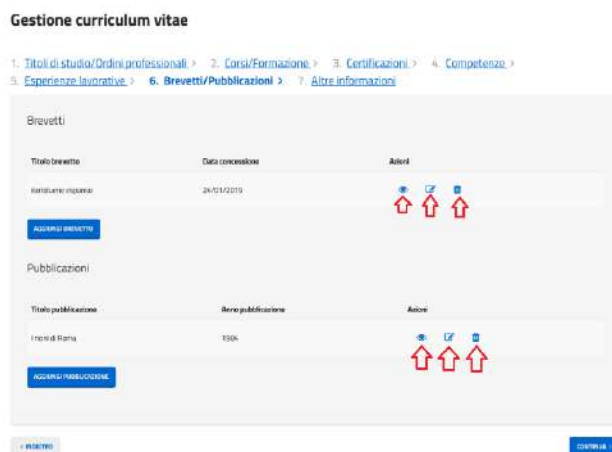 Gestione curriculum vitae
1. Titoli di studio/Ordini professionali > 2. Corsi/Formazione > 3. Certificazioni > 4. Competenze >
5. Esperienze lavorative > 6. Brevetti/Pubblicazioni > 7. Altre informazioni
Brevetti
Titolo brevetto Data concessione Azioni
24/01/2019
AGGIUNGI BREVETTO
Pubblicazioni
Titolo pubblicazione Anno pubblicazione Azioni
I rioni di Roma 1984
AGGIUNGI PUBBLICAZIONE
< INDIETRO CONTINUA >